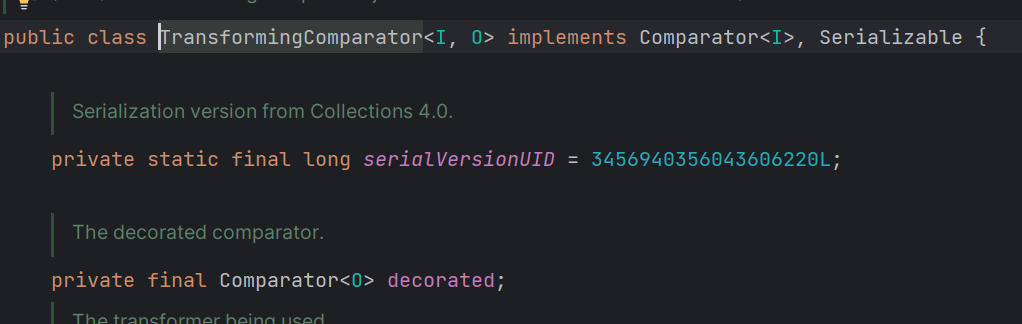 public class TransformingComparator<I, O> implements Comparator<I>, Serializable {
Serialization version from Collections 4.0.
private static final long serialVersionUID = 3456940356043606220L;
The decorated comparator.
private final Comparator<O> decorated;
The transformer being used